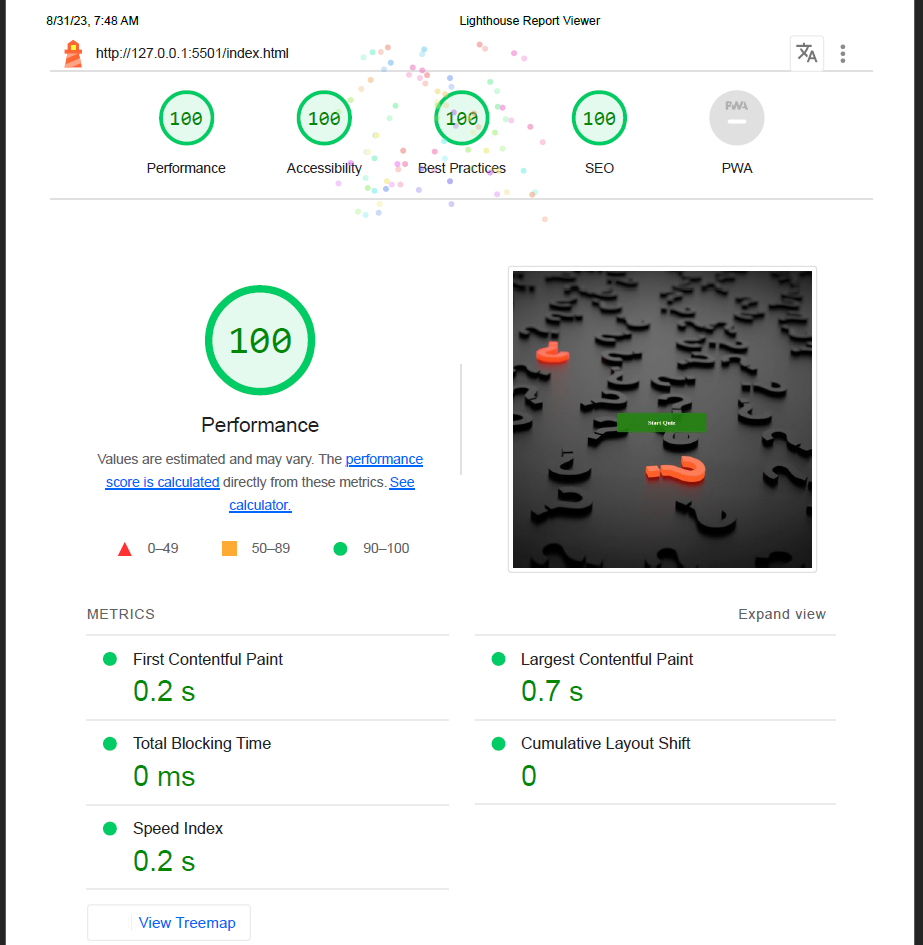 8/31/23, 7:48 AM Lighthouse Report Viewer
http://127.0.0.1:5501/index.html
100 100 100 100 PWA
Performance Accessibility Best Practices SEO PWA
100
Performance
Values are estimated and may vary. The performance
score is calculated directly from these metrics. See
calculator.
0–49 50–89 90–100
Start Quiz
METRICS Expand view
First Contentful Paint Largest Contentful Paint
0.2 s 0.7 s
Total Blocking Time Cumulative Layout Shift
0 ms 0
Speed Index
0.2 s
View Treemap